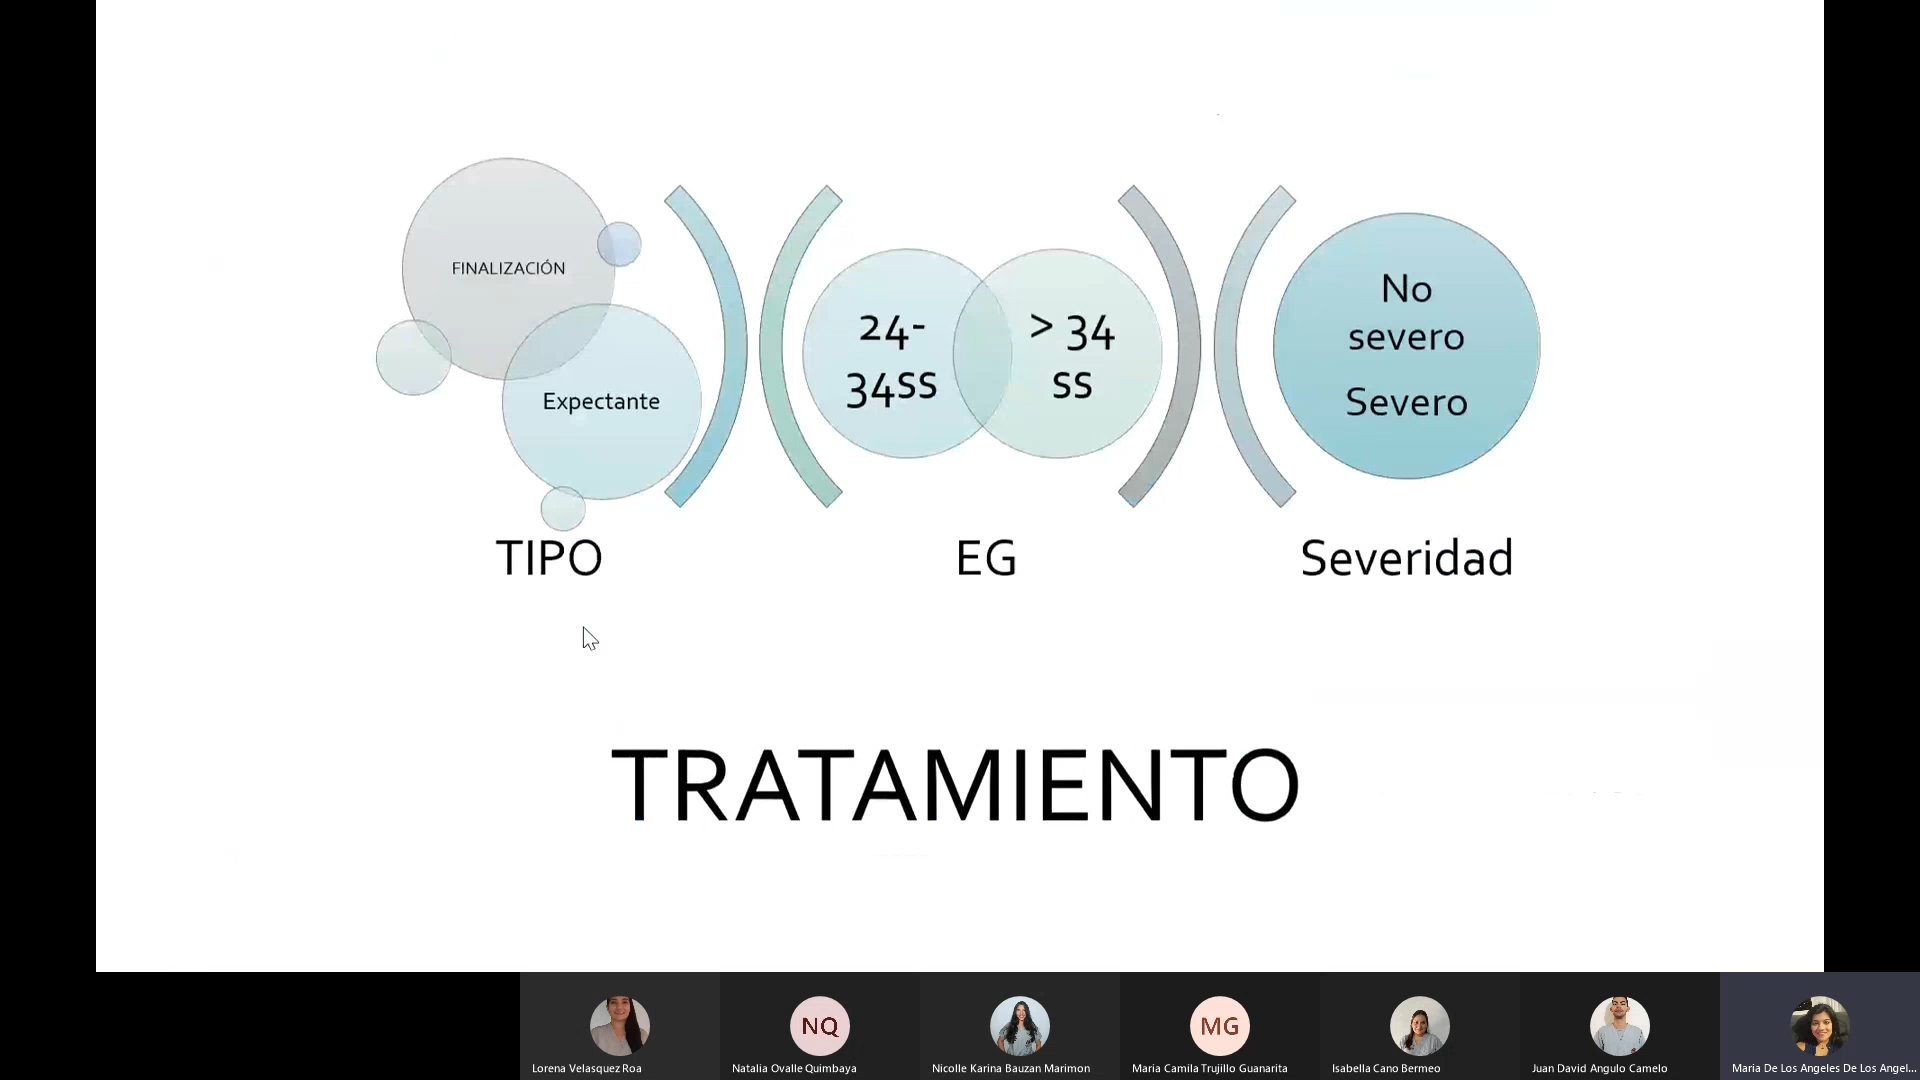 FINALIZACIÓN
Expectante
TIPO
24-
34ss
> 34
ss
EG
No
severo
Severo
Severidad
TRATAMIENTO
NQ
MG
Lorena Velasquez Roa
Natalia Ovalle Quimbaya
Nicolle Karina Bauzan Marimon
Maria Camila Trujillo Guanarita
Isabella Cano Bermeo
Juan David Angulo Camelo
Maria De Los Angeles De Los Angel...